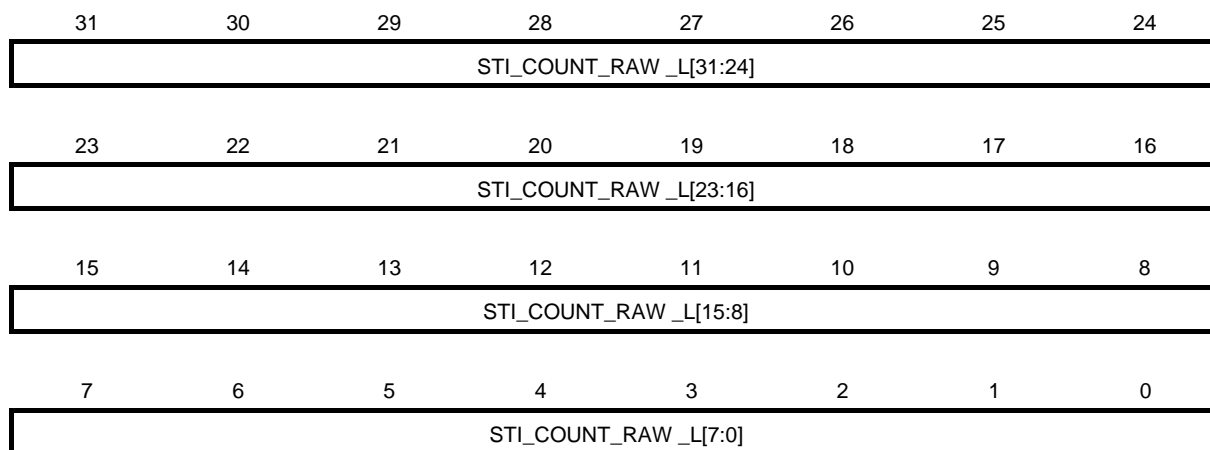 31 30 29 28 27 26 25 24
STI_COUNT_RAW _L[31:24]
23 22 21 20 19 18 17 16
STI_COUNT_RAW _L[23:16]
15 14 13 12 11 10 9 8
STI_COUNT_RAW _L[15:8]
7 6 5 4 3 2 1 0
STI_COUNT_RAW _L[7:0]